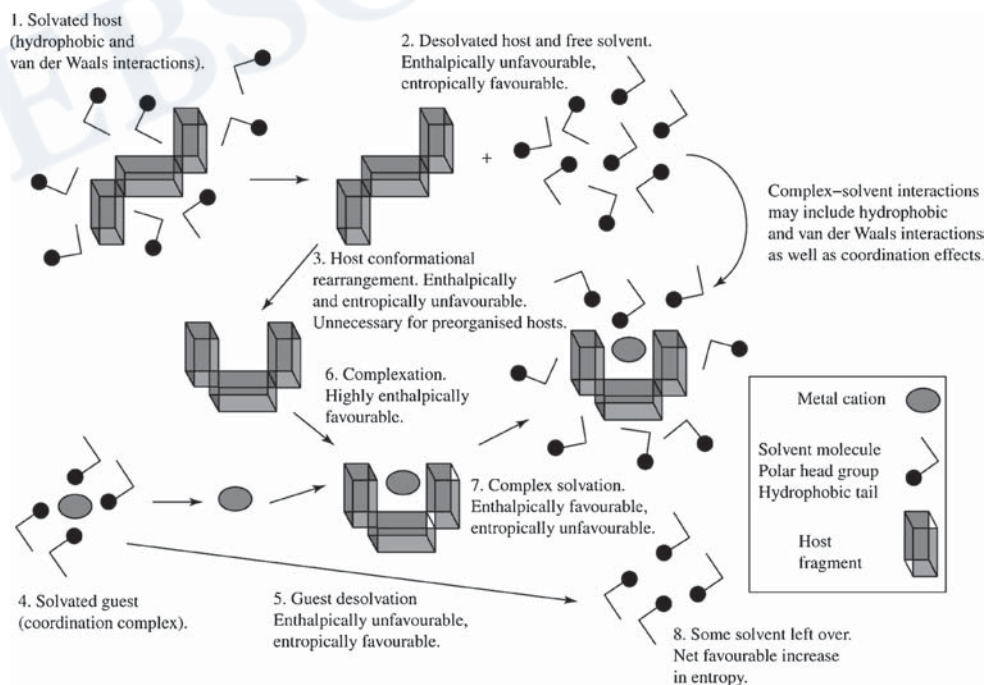 EBSC
1. Solvated host
(hydrophobic and
van der Waals interactions).
2. Desolvated host and free solvent.
Enthalpically unfavourable,
entropically favourable.
+
Complex–solvent interactions
may include hydrophobic
and van der Waals interactions
as well as coordination effects.
3. Host conformational
rearrangement. Enthalpically
and entropically unfavourable.
Unnecessary for preorganised hosts.
6. Complexation.
Highly enthalpically
favourable.
Metal cation
Solvent molecule
Polar head group
Hydrophobic tail
Host
fragment
7. Complex solvation.
Enthalpically favourable,
entropically unfavourable.
4. Solvated guest
(coordination complex).
5. Guest desolvation
Enthalpically unfavourable,
entropically favourable.
8. Some solvent left over.
Net favourable increase
in entropy.